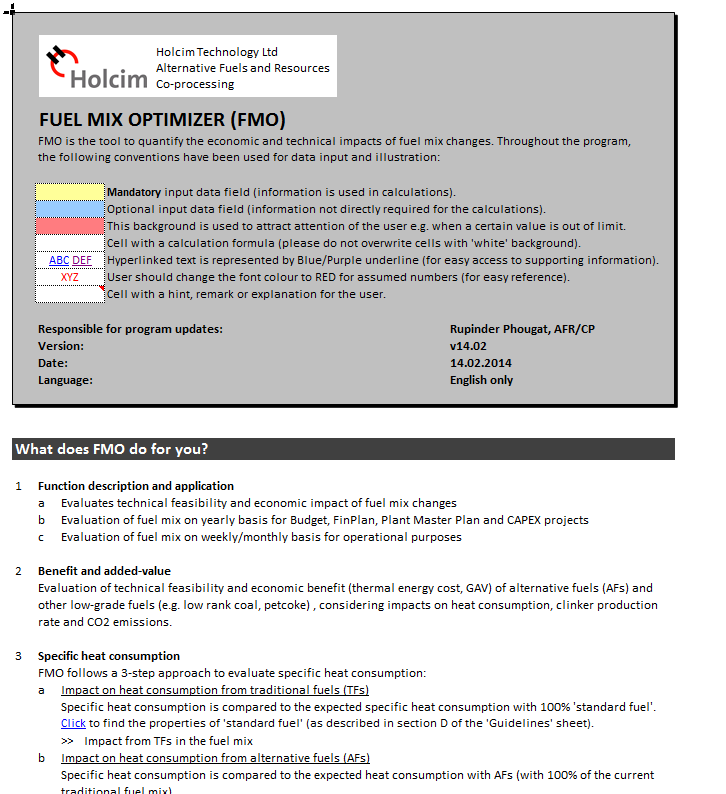 Holcim
Holcim Technology Ltd
Alternative Fuels and Resources
Co-processing
FUEL MIX OPTIMIZER (FMO)
FMO is the tool to quantify the economic and technical impacts of fuel mix changes. Throughout the program,
the following conventions have been used for data input and illustration:
Mandatory input data field (information is used in calculations).
Optional input data field (information not directly required for the calculations).
This background is used to attract attention of the user e.g. when a certain value is out of limit.
Cell with a calculation formula (please do not overwrite cells with 'white' background).
ABC DEF Hyperlinked text is represented by Blue/Purple underline (for easy access to supporting information).
XYZ User should change the font colour to RED for assumed numbers (for easy reference).
Cell with a hint, remark or explanation for the user.
Responsible for program updates: Rupinder Phougat, AFR/CP
Version: v14.02
Date: 14.02.2014
Language: English only
What does FMO do for you?
1 Function description and application
a Evaluates technical feasibility and economic impact of fuel mix changes
b Evaluation of fuel mix on yearly basis for Budget, FinPlan, Plant Master Plan and CAPEX projects
c Evaluation of fuel mix on weekly/monthly basis for operational purposes
2 Benefit and added-value
Evaluation of technical feasibility and economic benefit (thermal energy cost, GAV) of alternative fuels (AFs) and
other low-grade fuels (e.g. low rank coal, petcoke) , considering impacts on heat consumption, clinker production
rate and CO2 emissions.
3 Specific heat consumption
FMO follows a 3-step approach to evaluate specific heat consumption:
a Impact on heat consumption from traditional fuels (TFs)
Specific heat consumption is compared to the expected specific heat consumption with 100% 'standard fuel'.
Click to find the properties of 'standard fuel' (as described in section D of the 'Guidelines' sheet).
>> Impact from TFs in the fuel mix
b Impact on heat consumption from alternative fuels (AFs)
Specific heat consumption is compared to the expected heat consumption with AFs (with 100% of the current
traditional fuel mix)